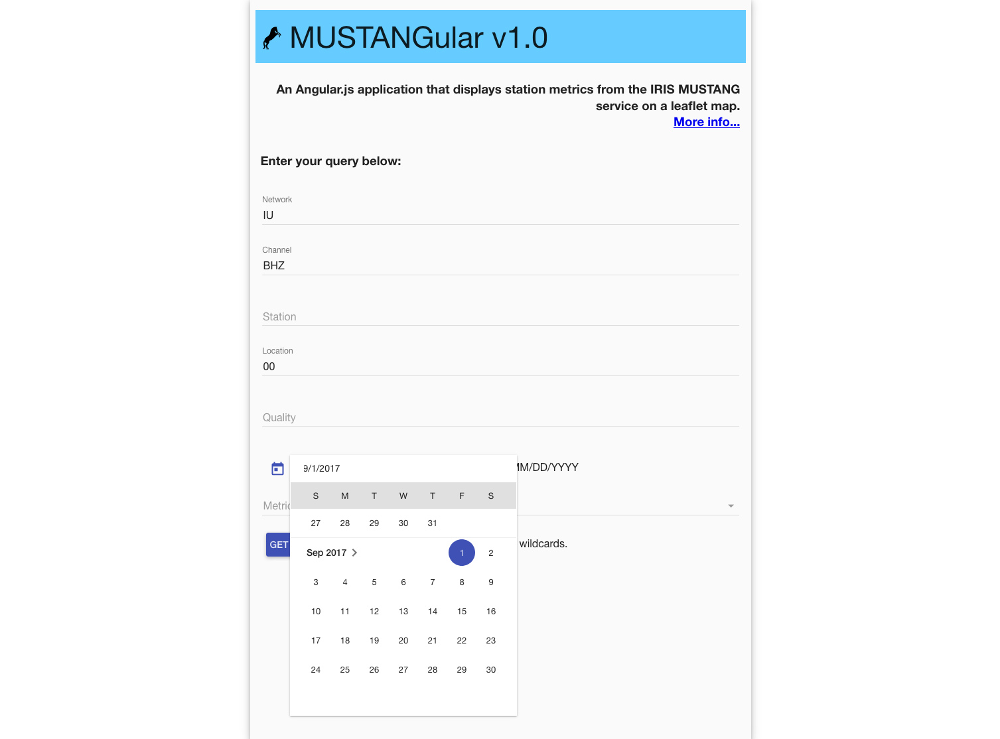 MUSTANGular v1.0
An Angular.js application that displays station metrics from the IRIS MUSTANG
service on a leaflet map.
More info...
Enter your query below:
Network
IU
Channel
BHZ
Station
Location
00
Quality
9/1/2017
MM/DD/YYYY
S M T W T F S
27 28 29 30 31
GET
wildcards.
Sep 2017 1 2
3 4 5 6 7 8 9
10 11 12 13 14 15 16
17 18 19 20 21 22 23
24 25 26 27 28 29 30